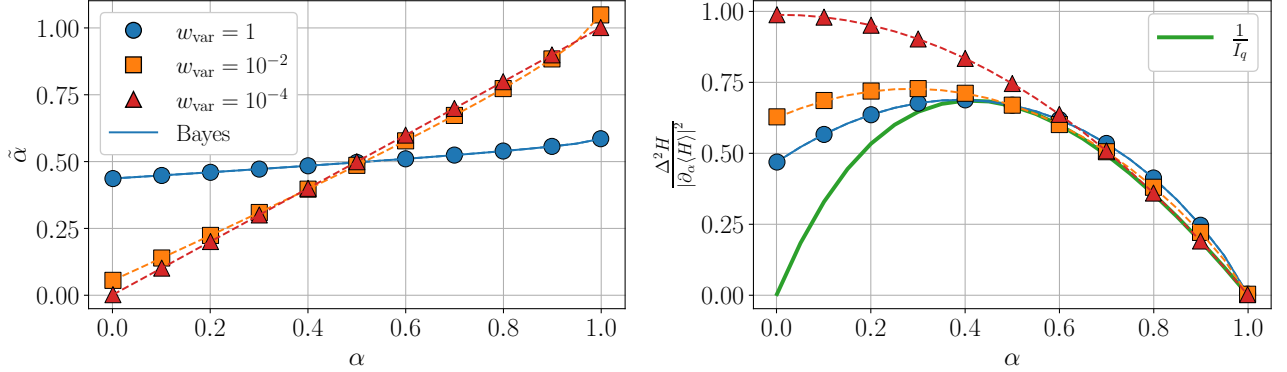 w_var = 1
w_var = 10^-2
w_var = 10^-4
Bayes
1.00
0.75
0.50
0.25
0.00
α̃
0.0 0.2 0.4 0.6 0.8 1.0
α
1/I_q
1.00
0.75
0.50
0.25
0.00
Δ²H/|∂_α⟨H⟩|²
0.0 0.2 0.4 0.6 0.8 1.0
α